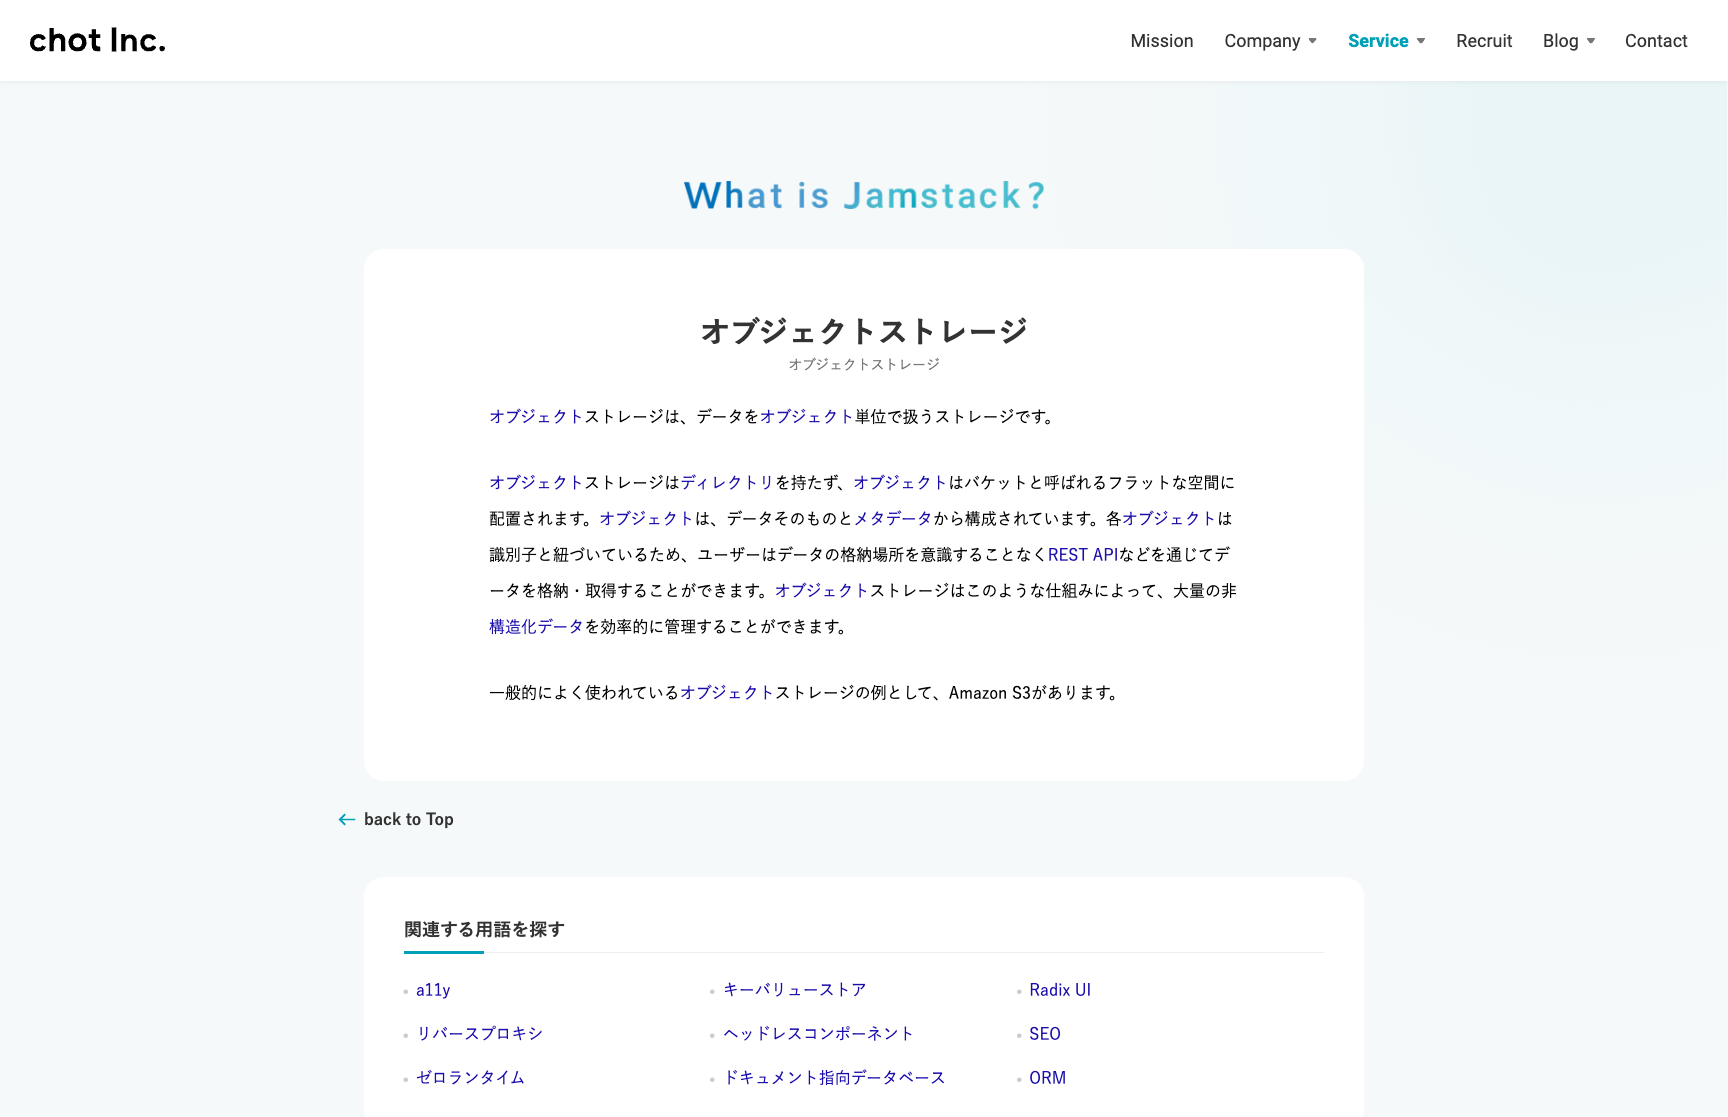 chot Inc.
Mission Company Service Recruit Blog Contact
What is Jamstack?
オブジェクトストレージ
オブジェクトストレージ
オブジェクトストレージは、データをオブジェクト単位で扱うストレージです。
オブジェクトストレージはディレクトリを持たず、オブジェクトはバケットと呼ばれるフラットな空間に
配置されます。オブジェクトは、データそのものとメタデータから構成されています。各オブジェクトは
識別子と紐づいているため、ユーザーはデータの格納場所を意識することなくREST APIなどを通じてデ
ータを格納・取得することができます。オブジェクトストレージはこのような仕組みによって、大量の非
構造化データを効率的に管理することができます。
一般的によく使われているオブジェクトストレージの例として、Amazon S3があります。
back to Top
関連する用語を探す
a11y キーバリューストア Radix UI
リバースプロキシ ヘッドレスコンポーネント SEO
ゼロランタイム ドキュメント指向データベース ORM